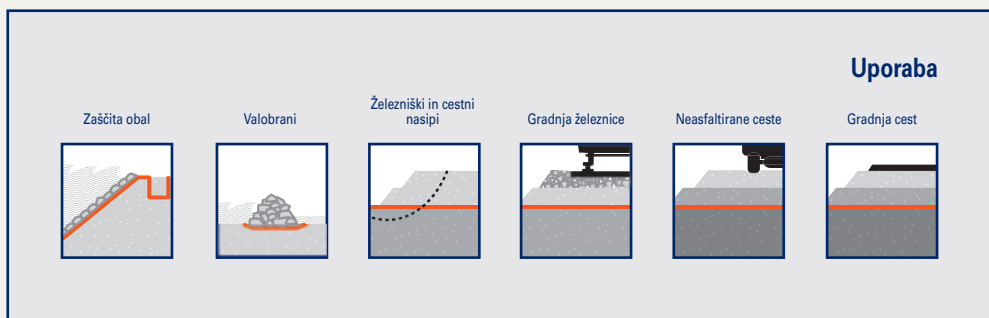 Uporaba
Zaščita obal
Valobrani
Železniški in cestni
nasipi
Gradnja železnice
Neasfaltirane ceste
Gradnja cest